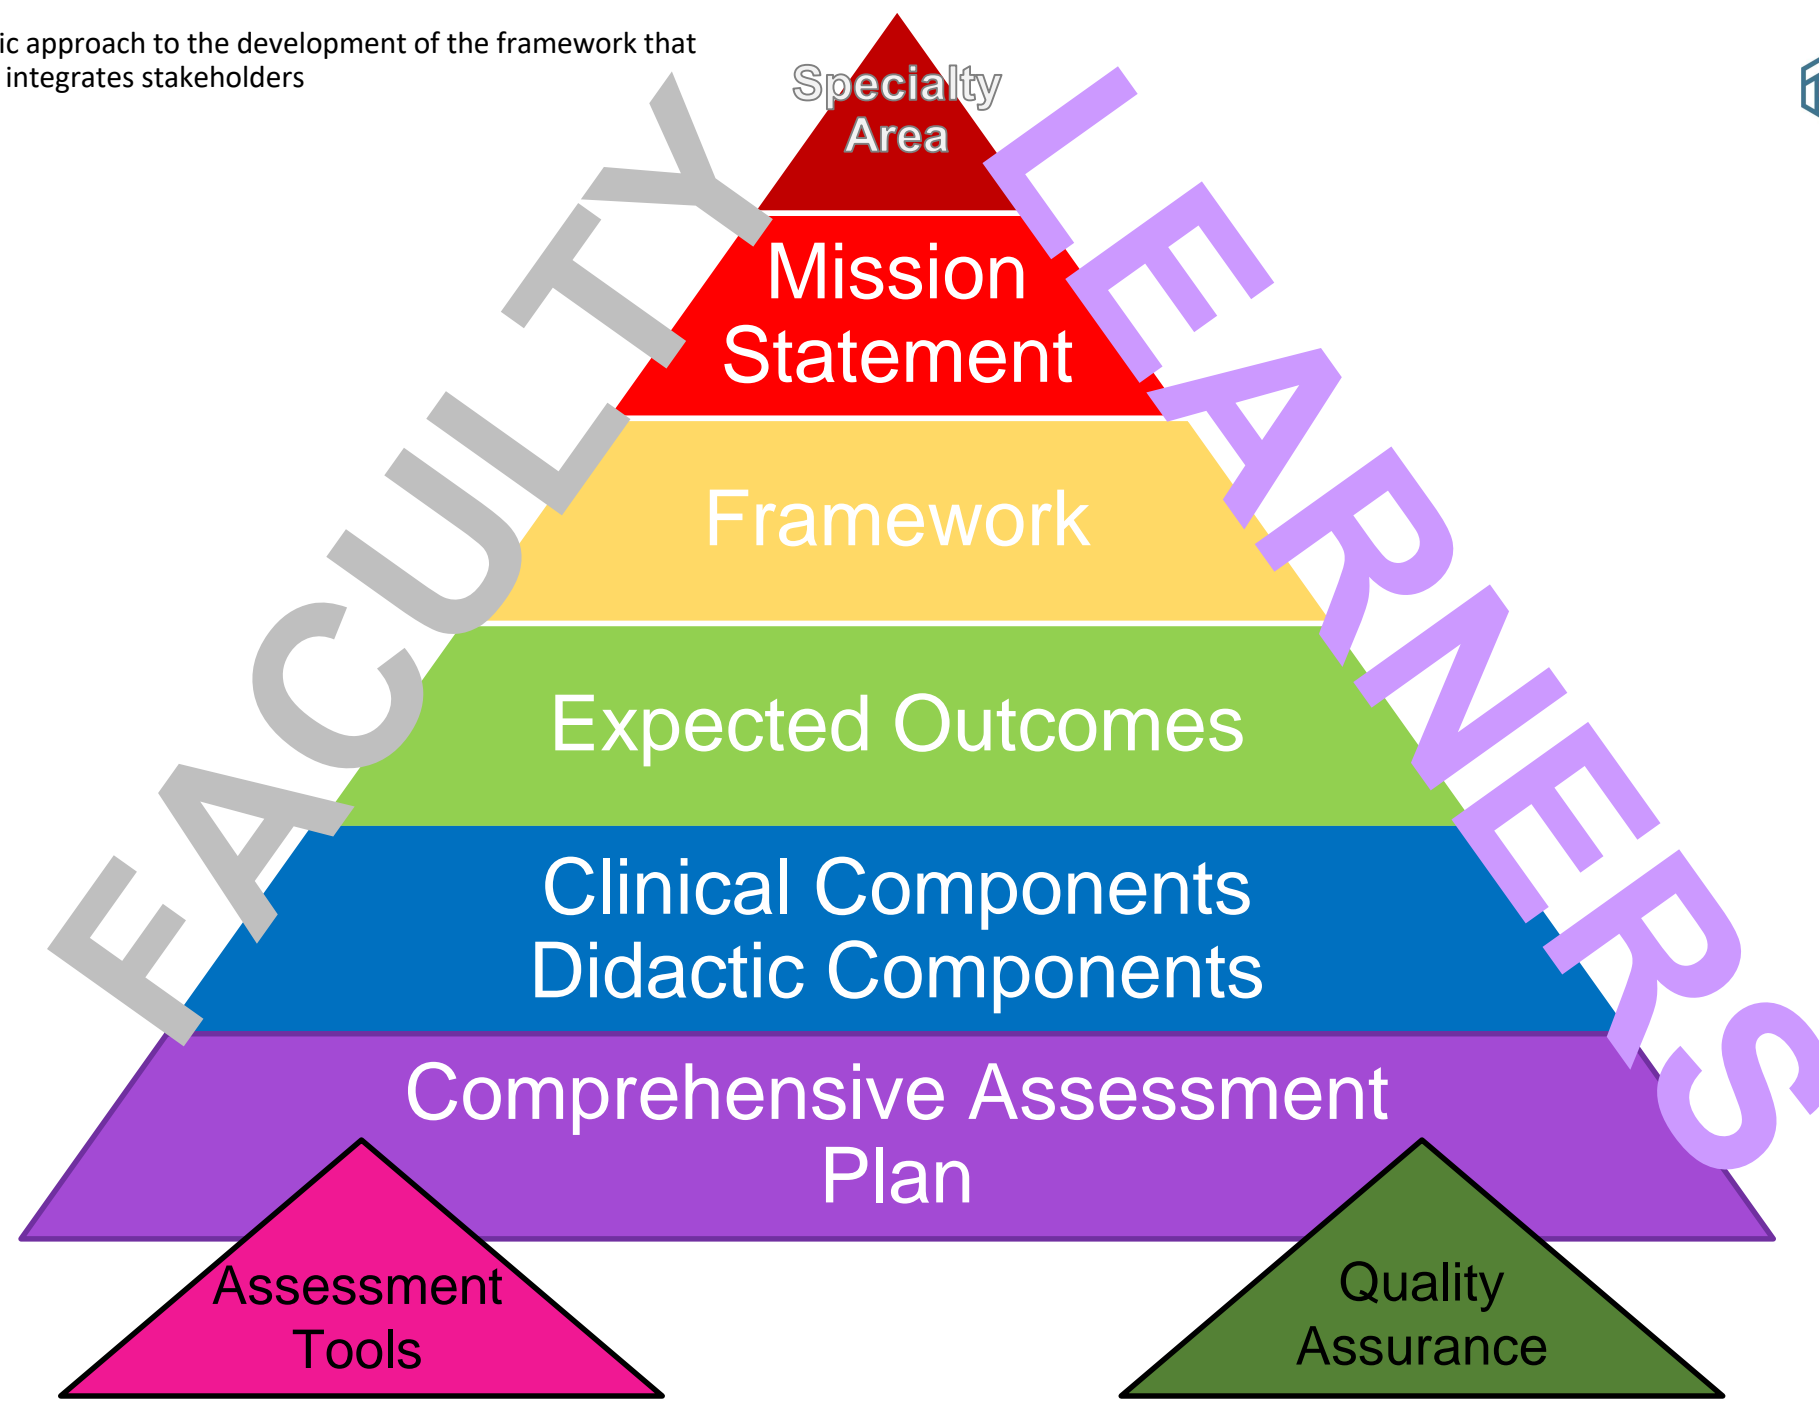 approach to the development of the framework that
integrates stakeholders
Specialty
Area
FACULTY
LEARNERS
Mission
Statement
Framework
Expected Outcomes
Clinical Components
Didactic Components
Comprehensive Assessment
Plan
Assessment
Tools
Quality
Assurance